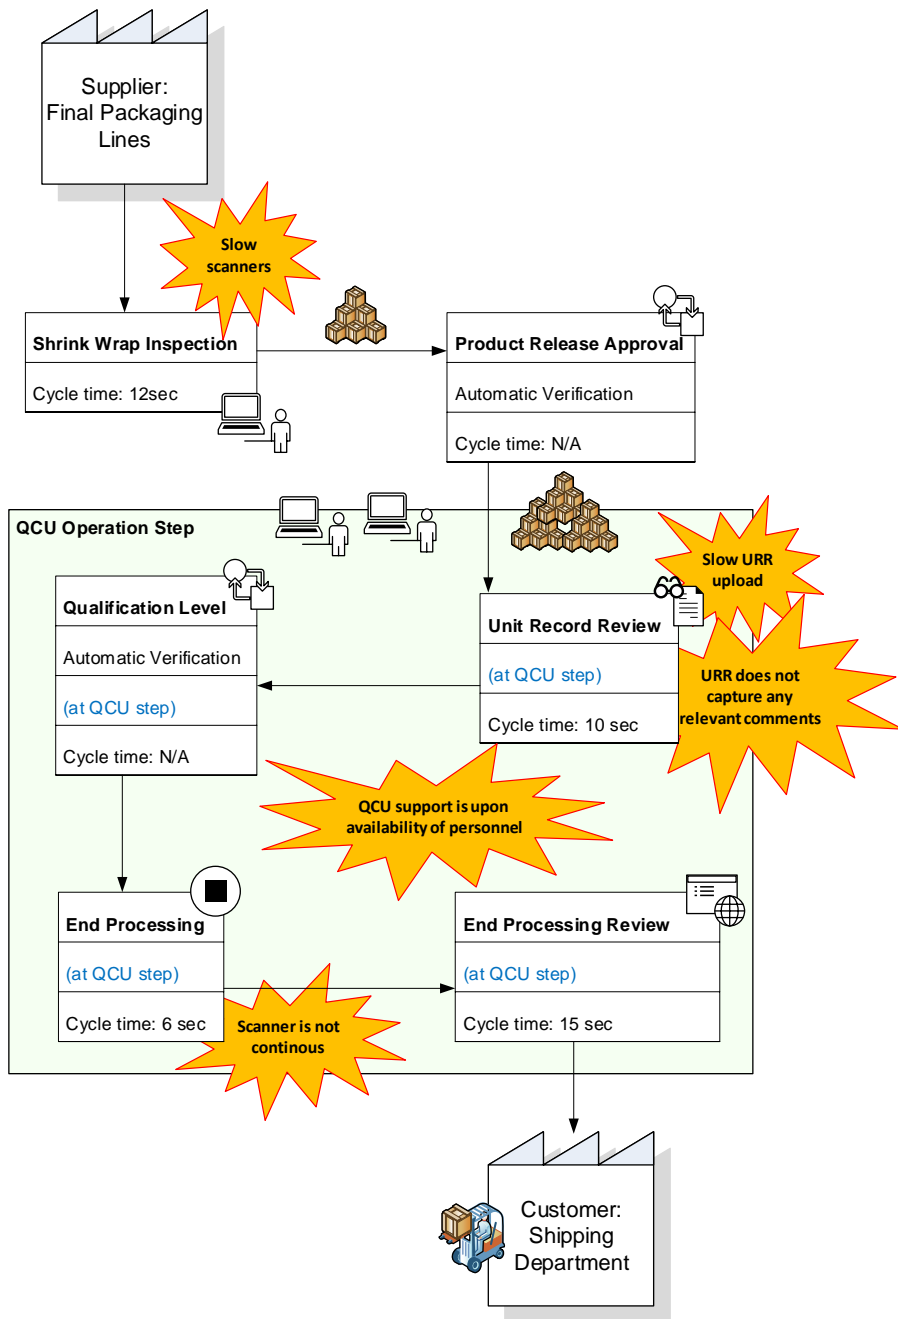 Supplier:
Final Packaging
Lines
Slow
scanners
Shrink Wrap Inspection
Cycle time: 12sec
Product Release Approval
Automatic Verification
Cycle time: N/A
QCU Operation Step
Slow URR
upload
Qualification Level
Automatic Verification
(at QCU step)
Cycle time: N/A
Unit Record Review
(at QCU step)
Cycle time: 10 sec
URR does not
capture any
relevant comments
QCU support is upon
availability of personnel
End Processing
(at QCU step)
Cycle time: 6 sec
Scanner is not
continous
End Processing Review
(at QCU step)
Cycle time: 15 sec
Customer:
Shipping
Department